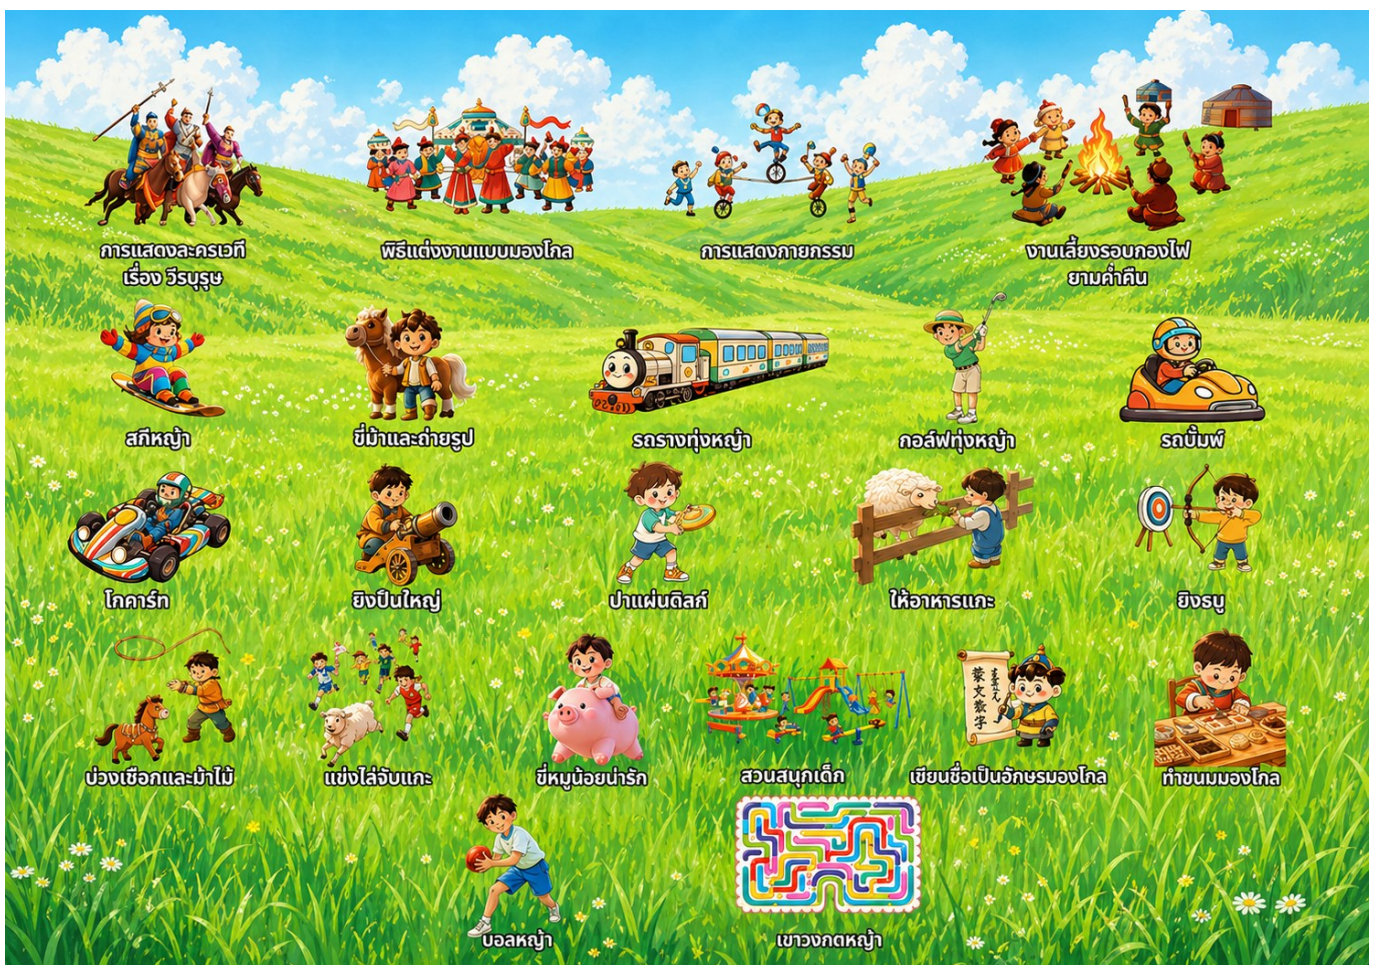 การแสดงละครเวที
เรื่อง วีรบุรุษ
พิธีแต่งงานแบบมองโกล
การแสดงกายกรรม
งานเลี้ยงรอบกองไฟ
ยามค่ำคืน
สกีหญ้า
ขี่ม้าและถ่ายรูป
รถรางทุ่งหญ้า
กอล์ฟทุ่งหญ้า
รถบั้มพ์
โกคาร์ท
ยิงปืนใหญ่
ปาแผ่นดิสก์
ให้อาหารแกะ
ยิงธนู
บ่วงเชือกและม้าไม้
แข่งไล่จับแกะ
ขี่หมูน้อยน่ารัก
สวนสนุกเด็ก
เขียนชื่อเป็นอักษรมองโกล
ทำขนมมองโกล
บอลหญ้า
เขาวงกตหญ้า